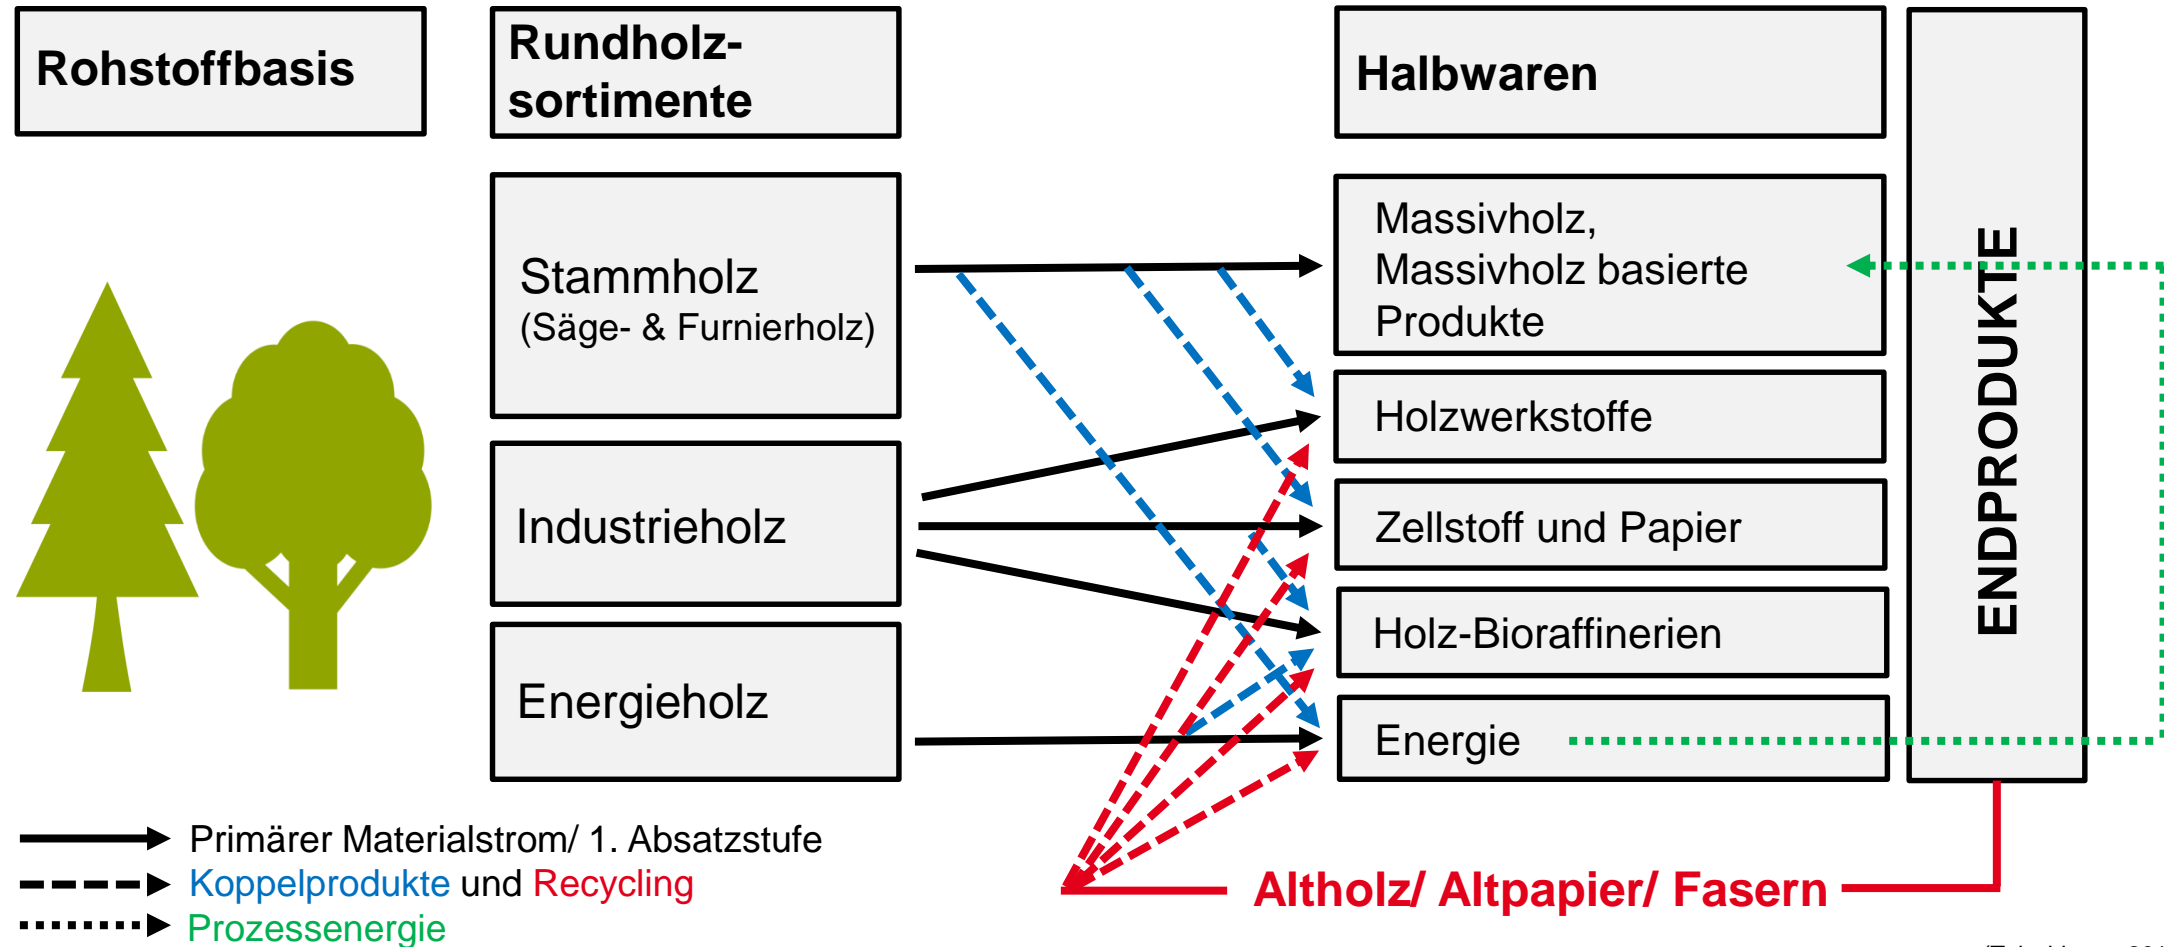 Rohstoffbasis
Rundholz-
sortimente
Halbwaren
Stammholz
(Säge- & Furnierholz)
Industrieholz
Energieholz
Massivholz,
Massivholz basierte
Produkte
Holzwerkstoffe
Zellstoff und Papier
Holz-Bioraffinerien
Energie
ENDPRODUKTE
Primärer Materialstrom/ 1. Absatzstufe
Koppelprodukte und Recycling
Prozessenergie
Altholz/ Altpapier/ Fasern